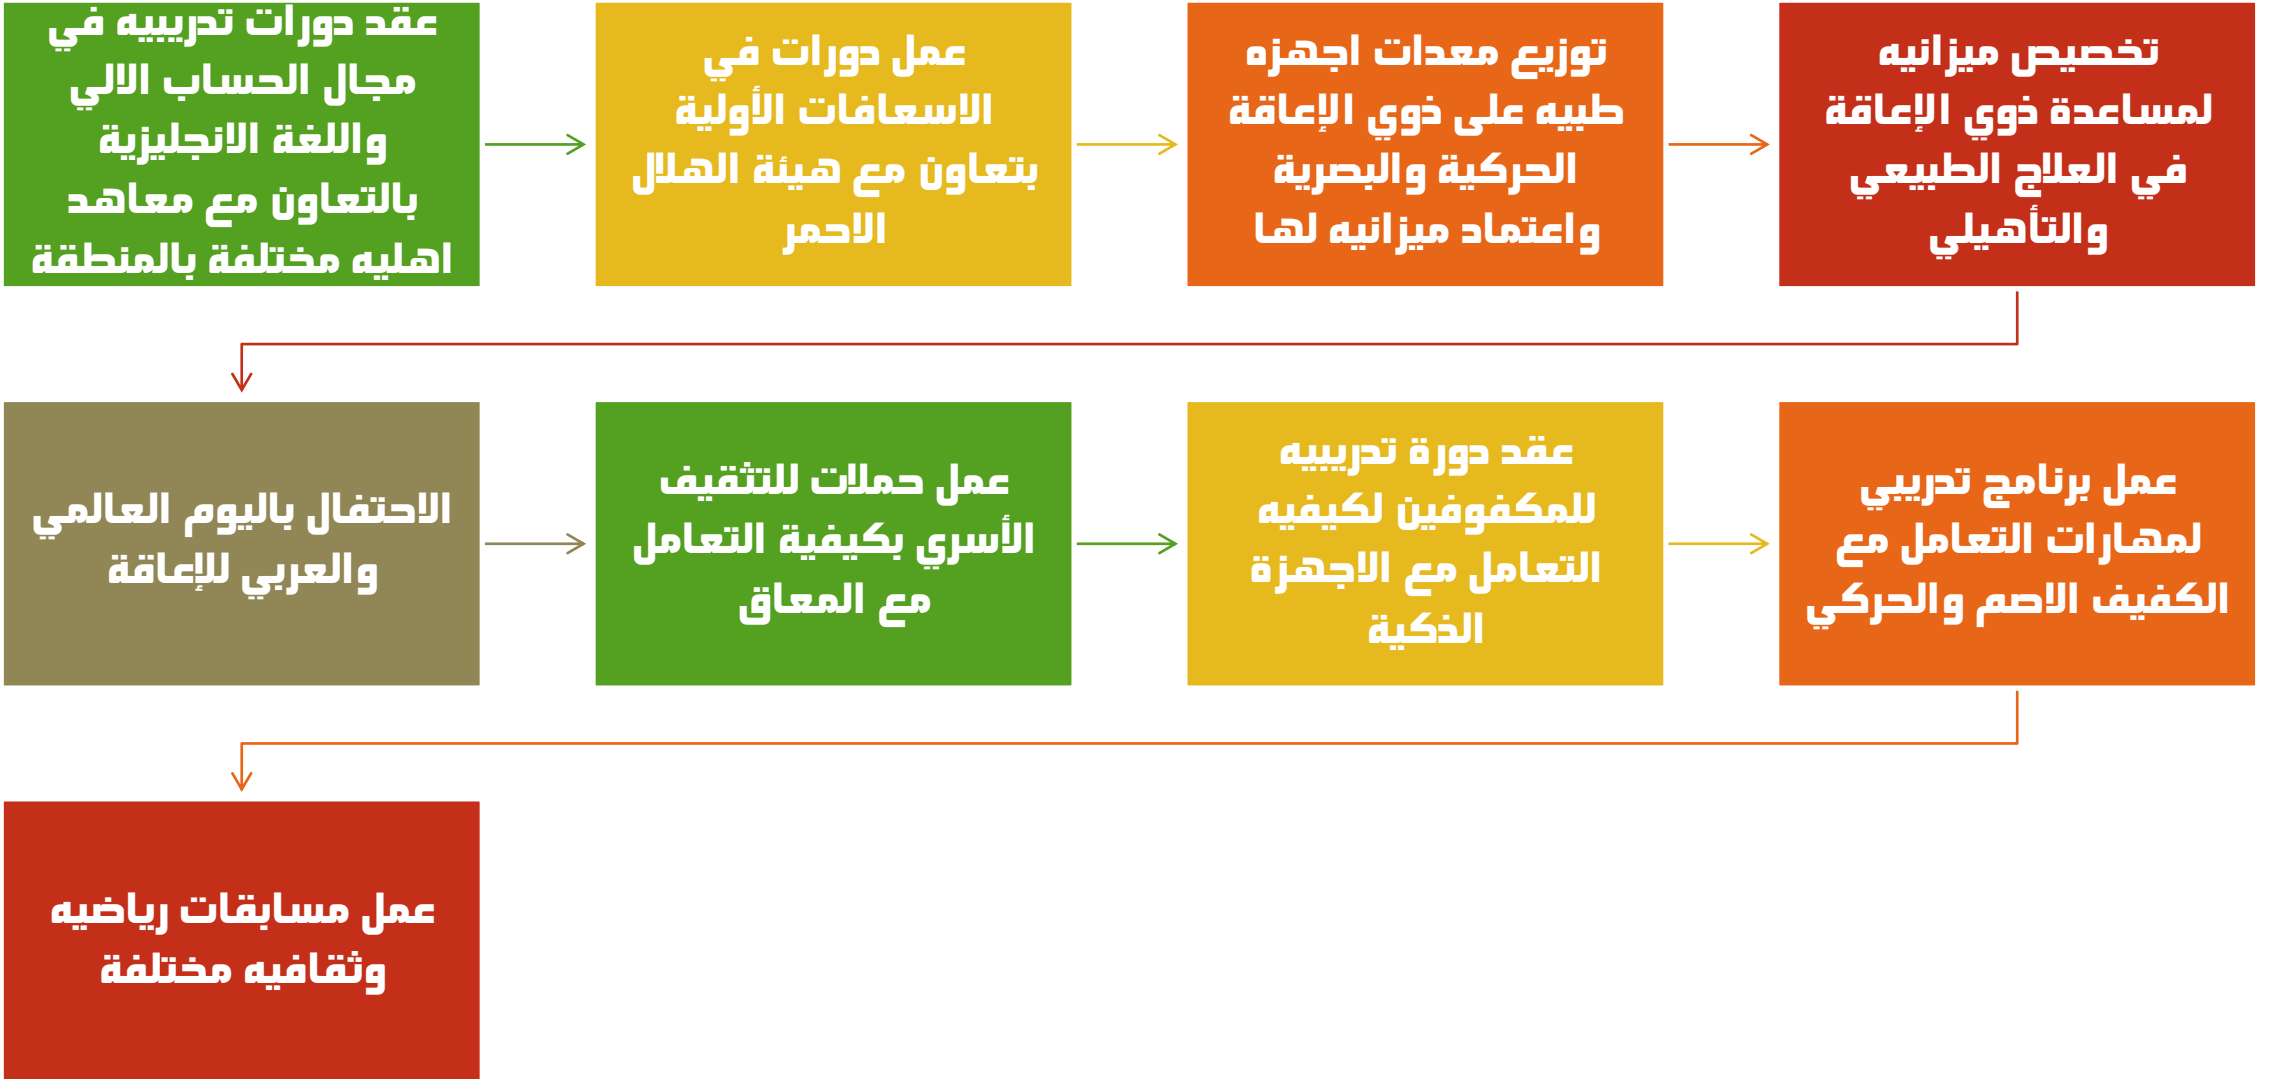 عقد دورات تدريبيه في
مجال الحساب الالي
واللغة الانجليزية
بالتعاون مع معاهد
اهليه مختلفة بالمنطقة
عمل دورات في
الاسعافات الأولية
بتعاون مع هيئة الهلال
الاحمر
توزيع معدات اجهزه
طبيه على ذوي الإعاقة
الحركية والبصرية
واعتماد ميزانيه لها
تخصيص ميزانيه
لمساعدة ذوي الإعاقة
في العلاج الطبيعي
والتأهيلي
الاحتفال باليوم العالمي
والعربي للإعاقة
عمل حملات للتثقيف
الأسري بكيفية التعامل
مع المعاق
عقد دورة تدريبيه
للمكفوفين لكيفيه
التعامل مع الاجهزة
الذكية
عمل برنامج تدريبي
لمهارات التعامل مع
الكفيف الاصم والحركي
عمل مسابقات رياضيه
وثقافيه مختلفة